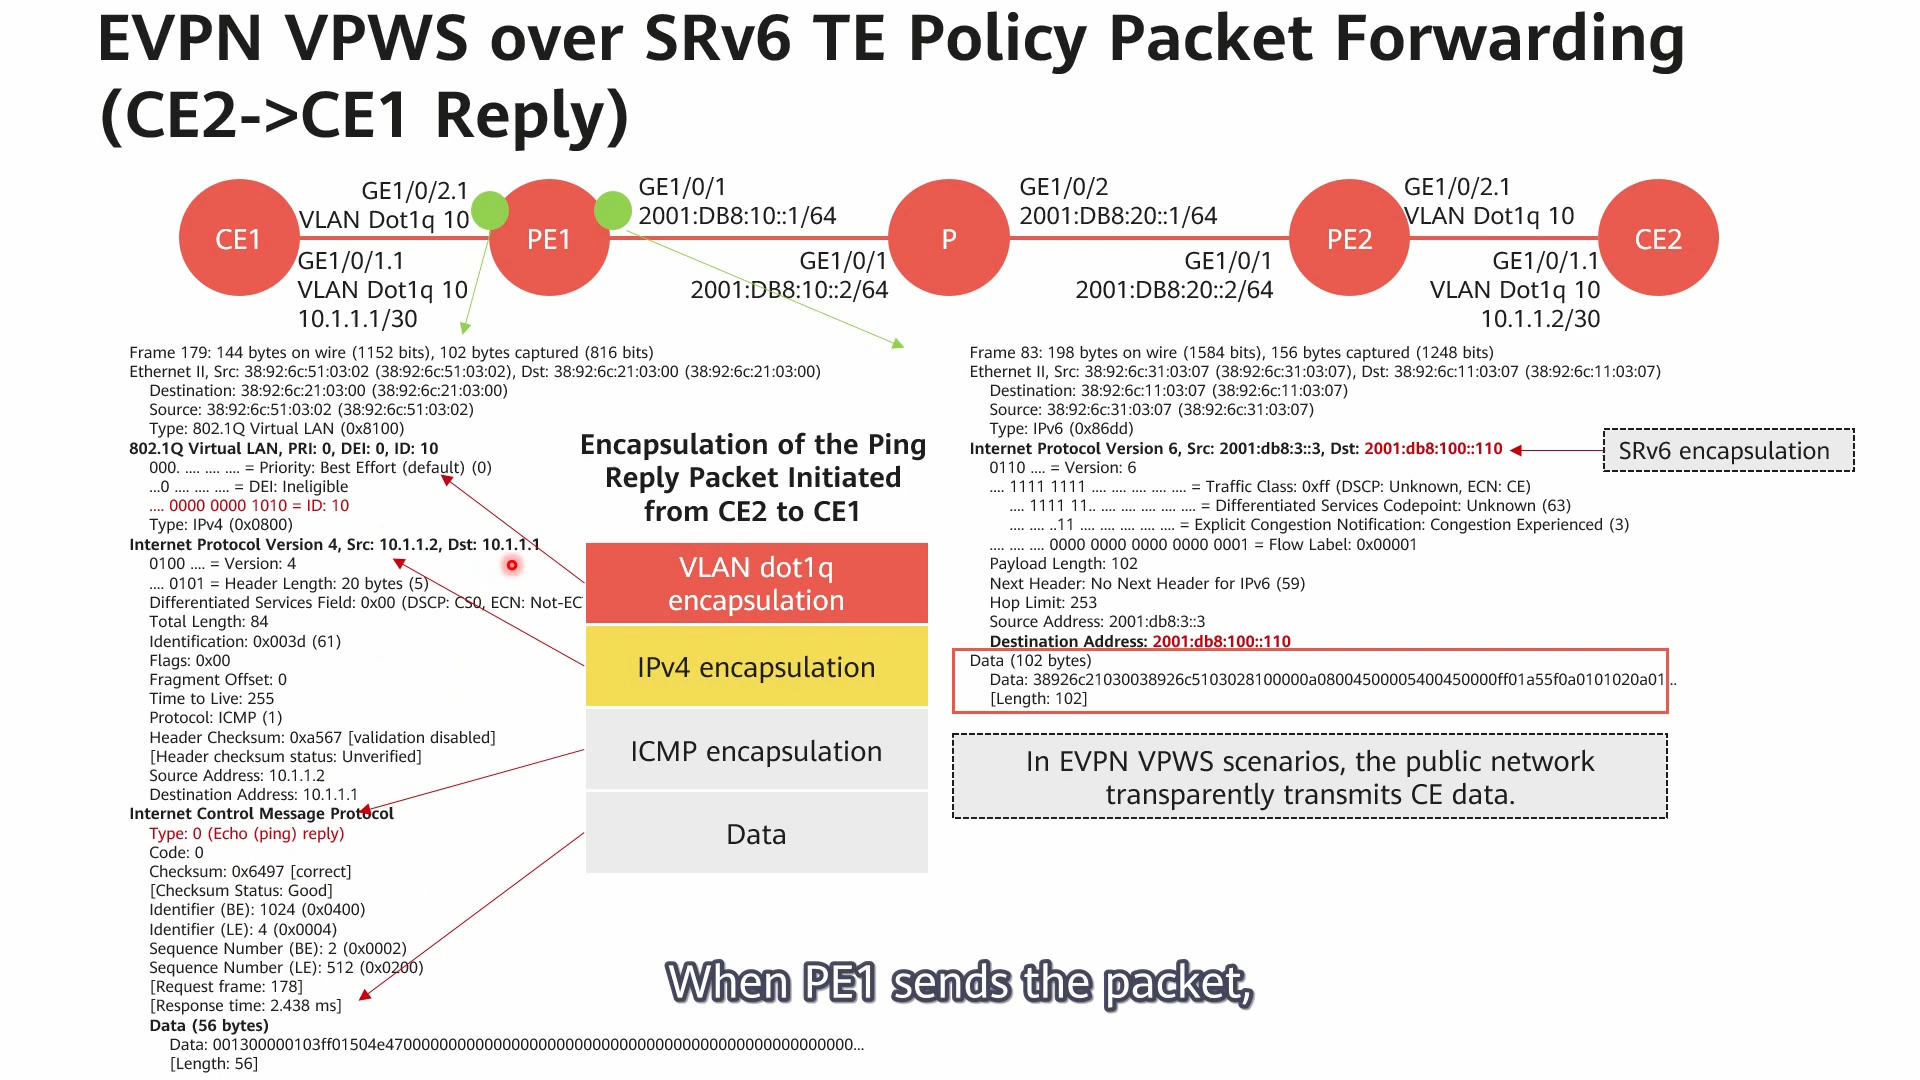 EVPN VPWS over SRv6 TE Policy Packet Forwarding
(CE2->CE1 Reply)
CE1
GE1/0/2.1
VLAN Dot1q 10
GE1/0/1.1
VLAN Dot1q 10
10.1.1.1/30
PE1
GE1/0/1
2001:DB8:10::1/64
GE1/0/1
2001:DB8:10::2/64
P
GE1/0/2
2001:DB8:20::1/64
GE1/0/1
2001:DB8:20::2/64
PE2
GE1/0/2.1
VLAN Dot1q 10
GE1/0/1.1
VLAN Dot1q 10
10.1.1.2/30
CE2
Frame 179: 144 bytes on wire (1152 bits), 102 bytes captured (816 bits)
Ethernet II, Src: 38:92:6c:51:03:02 (38:92:6c:51:03:02), Dst: 38:92:6c:21:03:00 (38:92:6c:21:03:00)
Destination: 38:92:6c:21:03:00 (38:92:6c:21:03:00)
Source: 38:92:6c:51:03:02 (38:92:6c:51:03:02)
Type: 802.1Q Virtual LAN (0x8100)
802.1Q Virtual LAN, PRI: 0, DEI: 0, ID: 10
000. .... .... .... = Priority: Best Effort (default) (0)
...0 .... .... .... = DEI: Ineligible
.... 0000 0000 1010 = ID: 10
Type: IPv4 (0x0800)
Internet Protocol Version 4, Src: 10.1.1.2, Dst: 10.1.1.1
0100 .... = Version: 4
.... 0101 = Header Length: 20 bytes (5)
Differentiated Services Field: 0x00 (DSCP: CS0, ECN: Not-EC
Total Length: 84
Identification: 0x003d (61)
Flags: 0x00
Fragment Offset: 0
Time to Live: 255
Protocol: ICMP (1)
Header Checksum: 0xa567 [validation disabled]
[Header checksum status: Unverified]
Source Address: 10.1.1.2
Destination Address: 10.1.1.1
Internet Control Message Protocol
Type: 0 (Echo (ping) reply)
Code: 0
Checksum: 0x6497 [correct]
[Checksum Status: Good]
Identifier (BE): 1024 (0x0400)
Identifier (LE): 4 (0x0004)
Sequence Number (BE): 2 (0x0002)
Sequence Number (LE): 512 (0x0200)
[Request frame: 178]
[Response time: 2.438 ms]
Data (56 bytes)
[Length: 56]
Encapsulation of the Ping
Reply Packet Initiated
from CE2 to CE1
VLAN dot1q
encapsulation
IPv4 encapsulation
ICMP encapsulation
Data
Frame 83: 198 bytes on wire (1584 bits), 156 bytes captured (1248 bits)
Ethernet II, Src: 38:92:6c:31:03:07 (38:92:6c:31:03:07), Dst: 38:92:6c:11:03:07 (38:92:6c:11:03:07)
Destination: 38:92:6c:11:03:07 (38:92:6c:11:03:07)
Source: 38:92:6c:31:03:07 (38:92:6c:31:03:07)
Type: IPv6 (0x86dd)
Internet Protocol Version 6, Src: 2001:db8:3::3, Dst: 2001:db8:100::110
0110 .... = Version: 6
.... 1111 1111 .... .... .... .... .... = Traffic Class: 0xff (DSCP: Unknown, ECN: CE)
.... 1111 11.. .... .... .... .... .... = Differentiated Services Codepoint: Unknown (63)
.... .... ..11 .... .... .... .... .... = Explicit Congestion Notification: Congestion Experienced (3)
.... .... .... 0000 0000 0000 0000 0001 = Flow Label: 0x00001
Payload Length: 102
Next Header: No Next Header for IPv6 (59)
Hop Limit: 253
Source Address: 2001:db8:3::3
Destination Address: 2001:db8:100::110
Data (102 bytes)
Data: 38926c21030038926c5103028100000a08004500005400450000ff01a55f0a0101020a01...
[Length: 102]
SRv6 encapsulation
In EVPN VPWS scenarios, the public network
transparently transmits CE data.
When PE1 sends the packet,